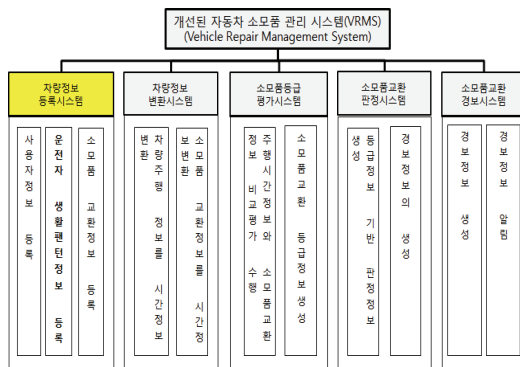 개선된 자동차 소모품 관리 시스템(VRMS)
(Vehicle Repair Management System)
차량정보
등록시스템
차량정보
변환시스템
소모품등급
평가시스템
소모품교환
판정시스템
소모품교환
경보시스템
사용자정보 등록
운전자 생활팬턴정보 등록
소모품 교환정보 등록
차량주행 정보를 시간정보
변환
소모품 교환정보를 시간정
보변환
주행시간정보와 소모품교환
정보 비교평가 수행
소모품교환 등급정보생성
등급정보 기반 판정정보
생성
경보정보의 생성
경보정보 생성
경보정보 알림